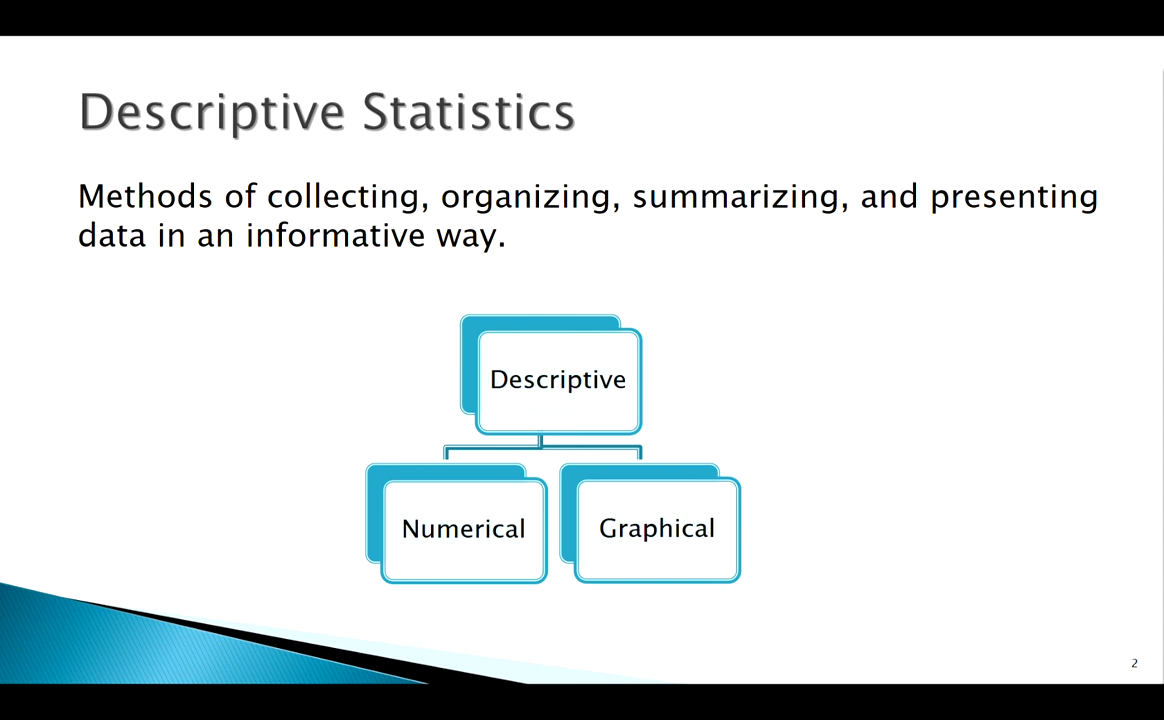 Descriptive Statistics
Methods of collecting, organizing, summarizing, and presenting
data in an informative way.
Descriptive
Numerical
Graphical
2